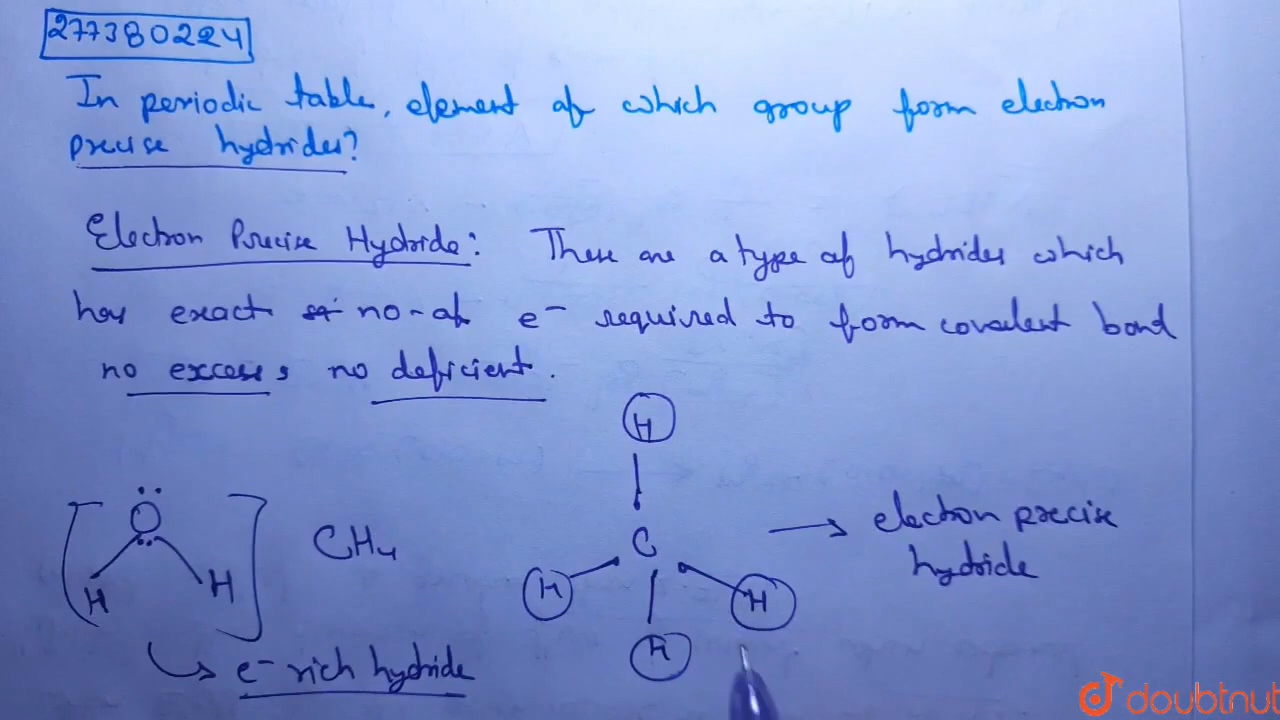 277380224
In periodic table, element of which group form electron
precise hydrides?
Electron Precise Hydride: These are a type of hydrides which
has exact no. of e⁻ required to form covalent bond
no excess, no deficient.
H
O
H H
CH4
C
H H
H
→ electron precise
hydride
e⁻ rich hydride
doubtnut